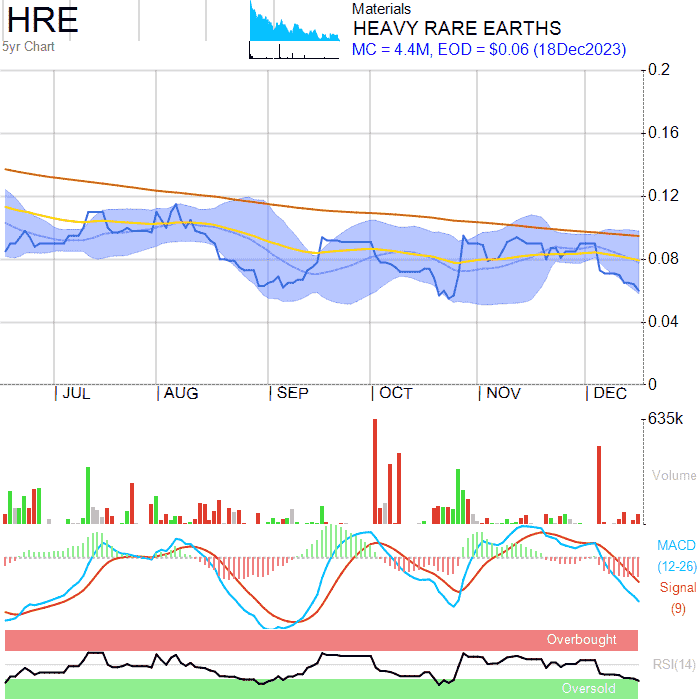 HRE
5yr Chart
Materials
HEAVY RARE EARTHS
MC = 4.4M, EOD = $0.06 (18Dec2023)
0.2
0.16
0.12
0.08
0.04
0
JUL AUG SEP OCT NOV DEC
635k
Volume
MACD
(12-26)
Signal
(9)
Overbought
RSI(14)
Oversold